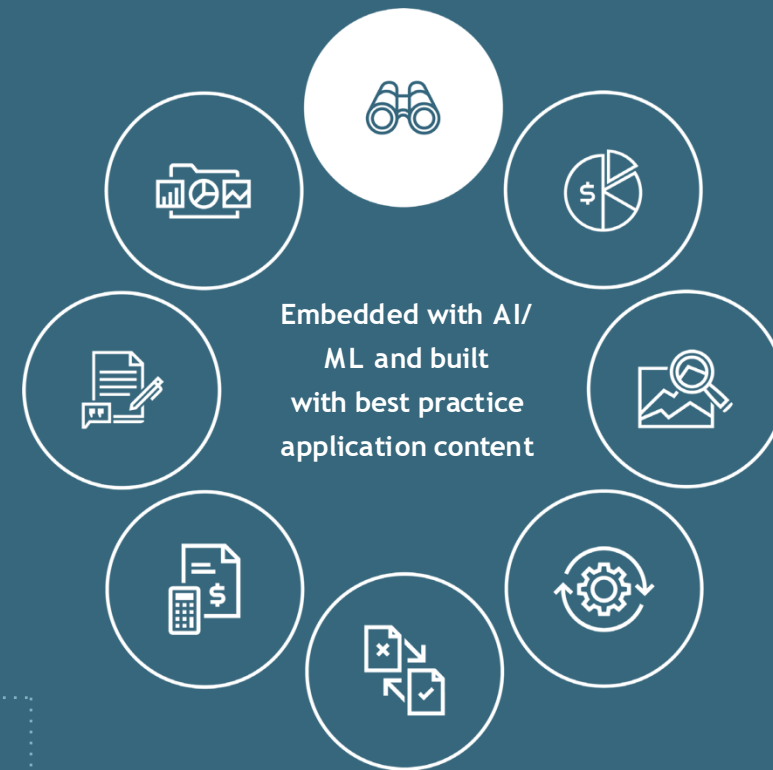 Embedded with AI/
ML and built
with best practice
application content